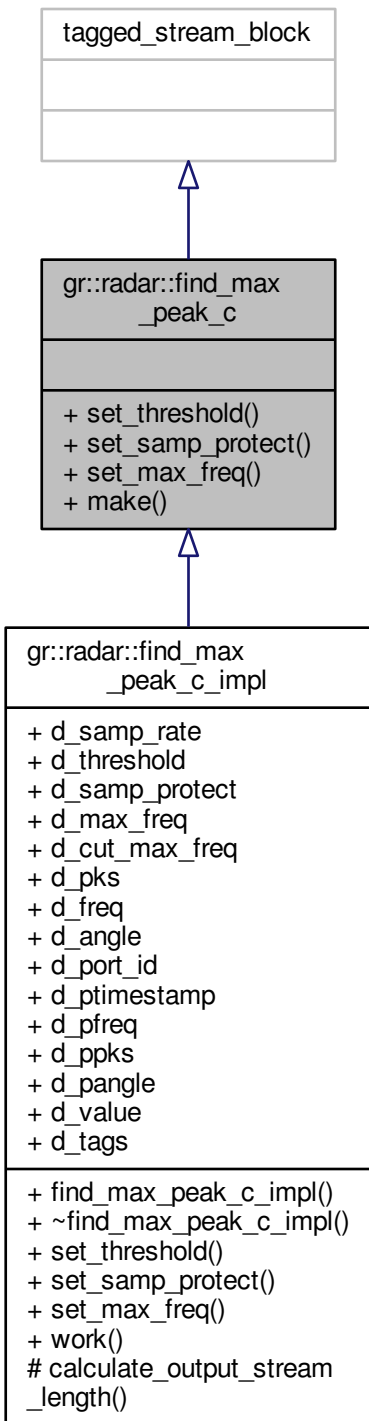 tagged_stream_block
gr::radar::find_max
_peak_c
+ set_threshold()
+ set_samp_protect()
+ set_max_freq()
+ make()
gr::radar::find_max
_peak_c_impl
+ d_samp_rate
+ d_threshold
+ d_samp_protect
+ d_max_freq
+ d_cut_max_freq
+ d_pks
+ d_freq
+ d_angle
+ d_port_id
+ d_ptimestamp
+ d_pfreq
+ d_ppks
+ d_pangle
+ d_value
+ d_tags
+ find_max_peak_c_impl()
+ ~find_max_peak_c_impl()
+ set_threshold()
+ set_samp_protect()
+ set_max_freq()
+ work()
# calculate_output_stream
_length()